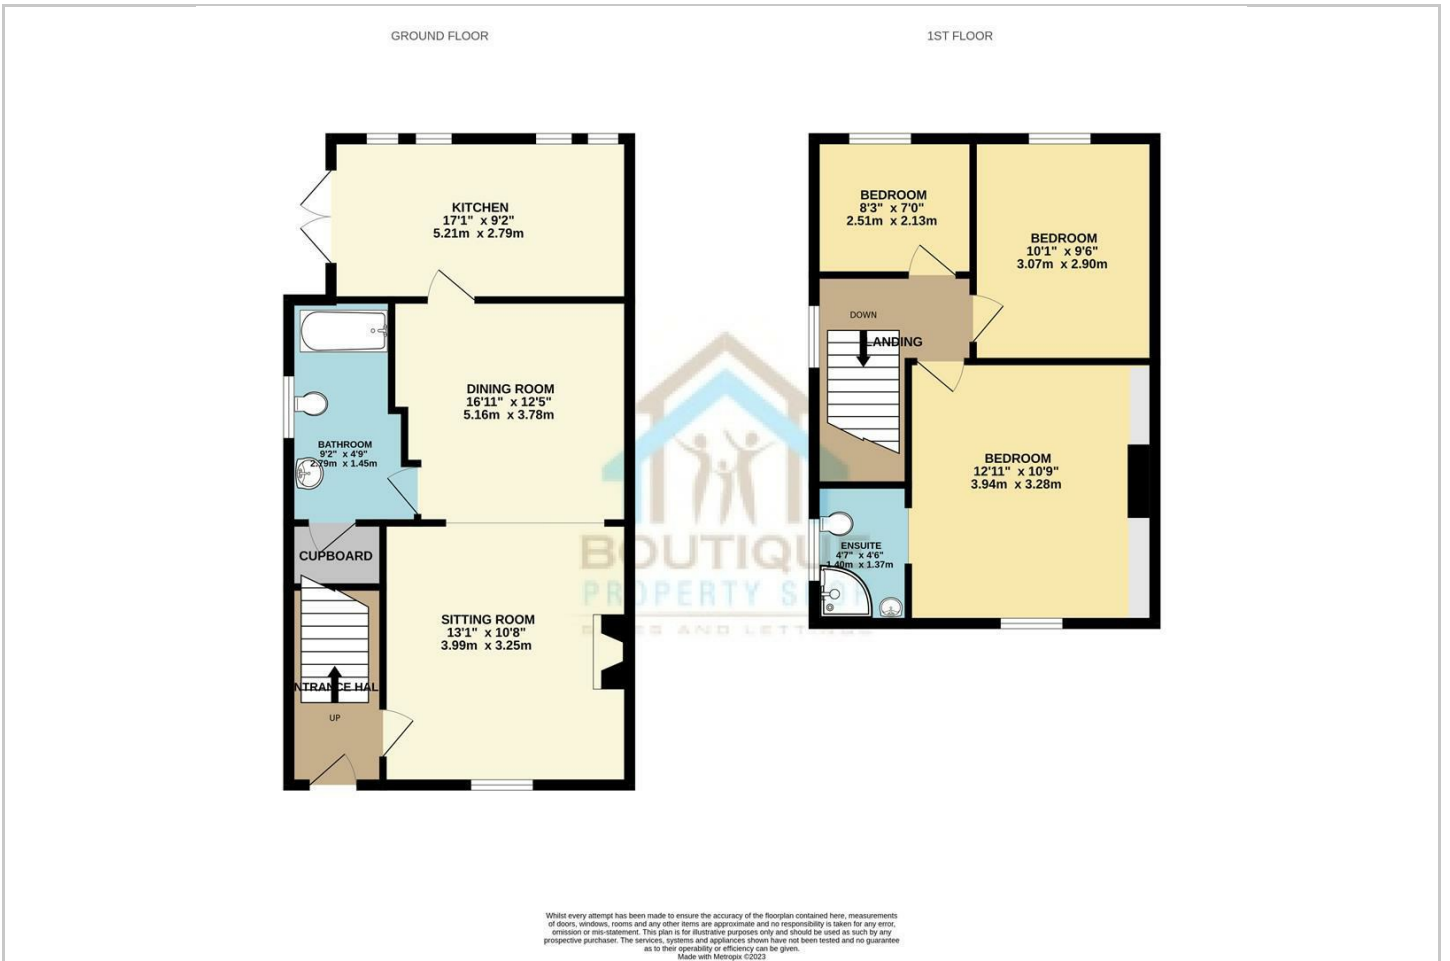 GROUND FLOOR
1ST FLOOR
KITCHEN
17'1" x 9'2"
5.21m x 2.79m
DINING ROOM
16'11" x 12'5"
5.16m x 3.78m
BATHROOM
9'2" x 4'9"
2.79m x 1.45m
CUPBOARD
SITTING ROOM
13'1" x 10'8"
3.99m x 3.25m
NTRANCE HAL
UP
BEDROOM
8'3" x 7'0"
2.51m x 2.13m
BEDROOM
10'1" x 9'6"
3.07m x 2.90m
DOWN
LANDING
BEDROOM
12'11" x 10'9"
3.94m x 3.28m
ENSUITE
4'7" x 4'6"
1.40m x 1.37m
BOUTIQUE
PROPERTY SHOP
SALES AND LETTINGS
Whilst every attempt has been made to ensure the accuracy of the floorplan contained here, measurements
of doors, windows, rooms and any other items are approximate and no responsibility is taken for any error,
omission or mis-statement. This plan is for illustrative purposes only and should be used as such by any
prospective purchaser. The services, systems and appliances shown have not been tested and no guarantee
as to their operability or efficiency can be given.
Made with Metropix ©2023